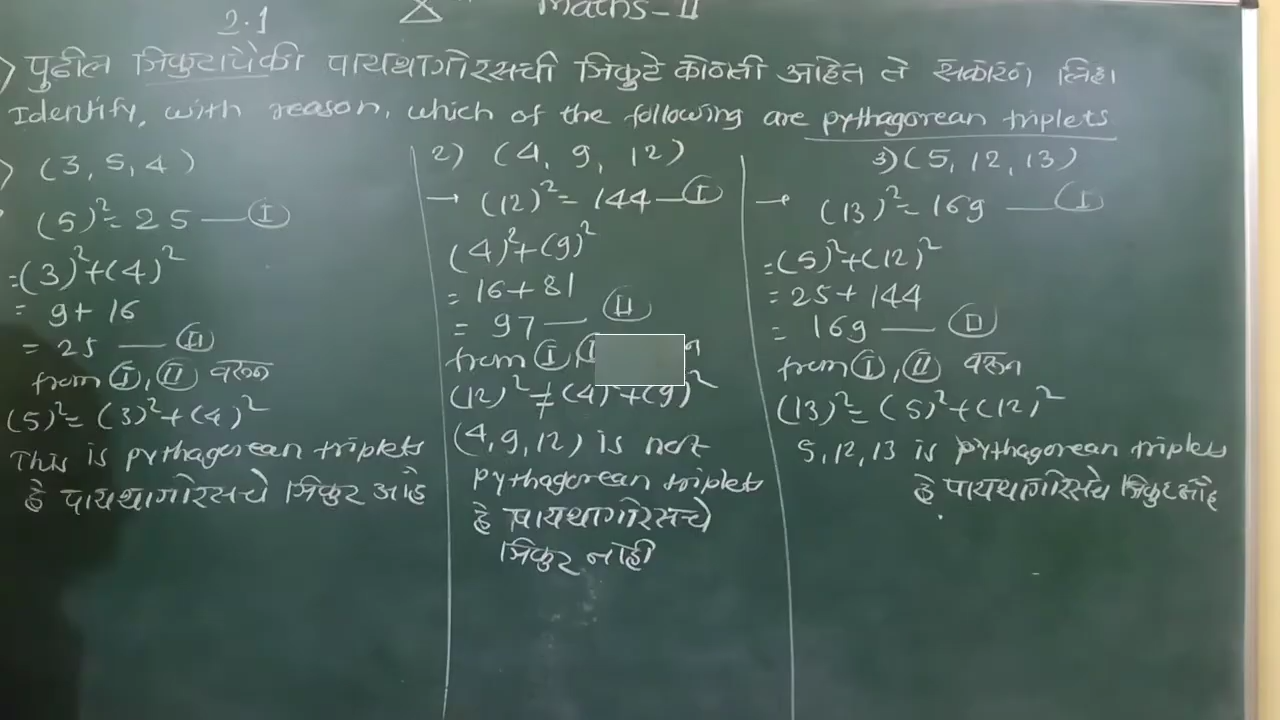 2.1
Maths-II
पुढील त्रिकुटापैकी पायथागोरसची त्रिकुटे कोणती आहेत ते सकारण लिहा
Identify, with reason, which of the following are pythagorean triplets
(3, 5, 4)
(5)²= 25 — Ⅰ
=(3)²+(4)²
= 9+ 16
= 25 — Ⅱ
from Ⅰ, Ⅱ वरून
(5)²= (3)²+(4)²
This is pythagorean triplets
हे पायथागोरसचे त्रिकुट आहे
2) (4, 9, 12)
→ (12)²= 144 — Ⅰ
(4)²+(9)²
= 16+81
= 97 — Ⅱ
from Ⅰ,
(12)² ≠ (4)²+(9)²
(4, 9, 12) is not
pythagorean triplets
हे पायथागोरसचे
त्रिकुट नाही
3) (5, 12, 13)
→ (13)²= 169 — Ⅰ
=(5)²+(12)²
= 25+ 144
= 169 — Ⅱ
from Ⅰ, Ⅱ वरून
(13)²= (5)²+(12)²
5, 12, 13 is pythagorean triplets
हे पायथागोरसचे त्रिकुट आहे